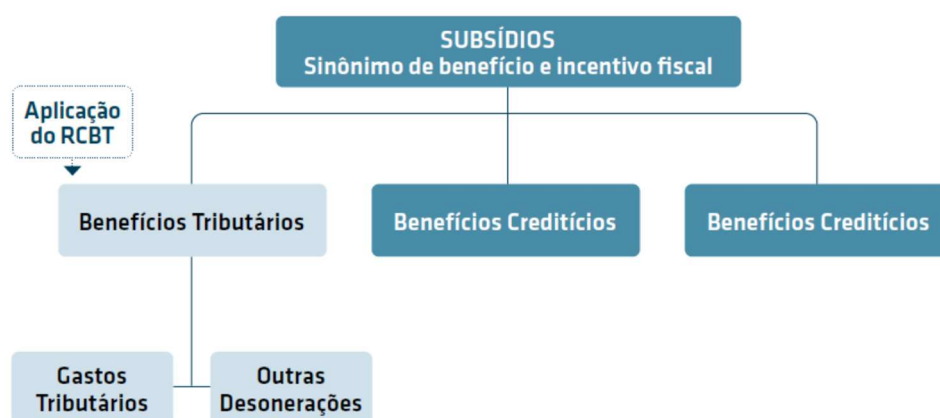 SUBSÍDIOS
Sinônimo de benefício e incentivo fiscal
Aplicação
do RCBT
Benefícios Tributários
Benefícios Creditícios
Benefícios Creditícios
Gastos
Tributários
Outras
Desonerações